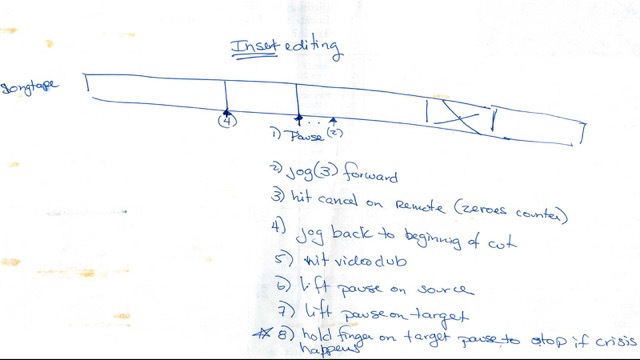 Insert editing
Songtape
(4)
1) Pause (2)
2) jog(3) forward
3) hit cancel on Remote (zeroes counter)
4) jog back to beginning of cut
5) hit video dub
6) lift pause on source
7) lift pause on target
8) hold finger on target pause to stop if crisis
happens